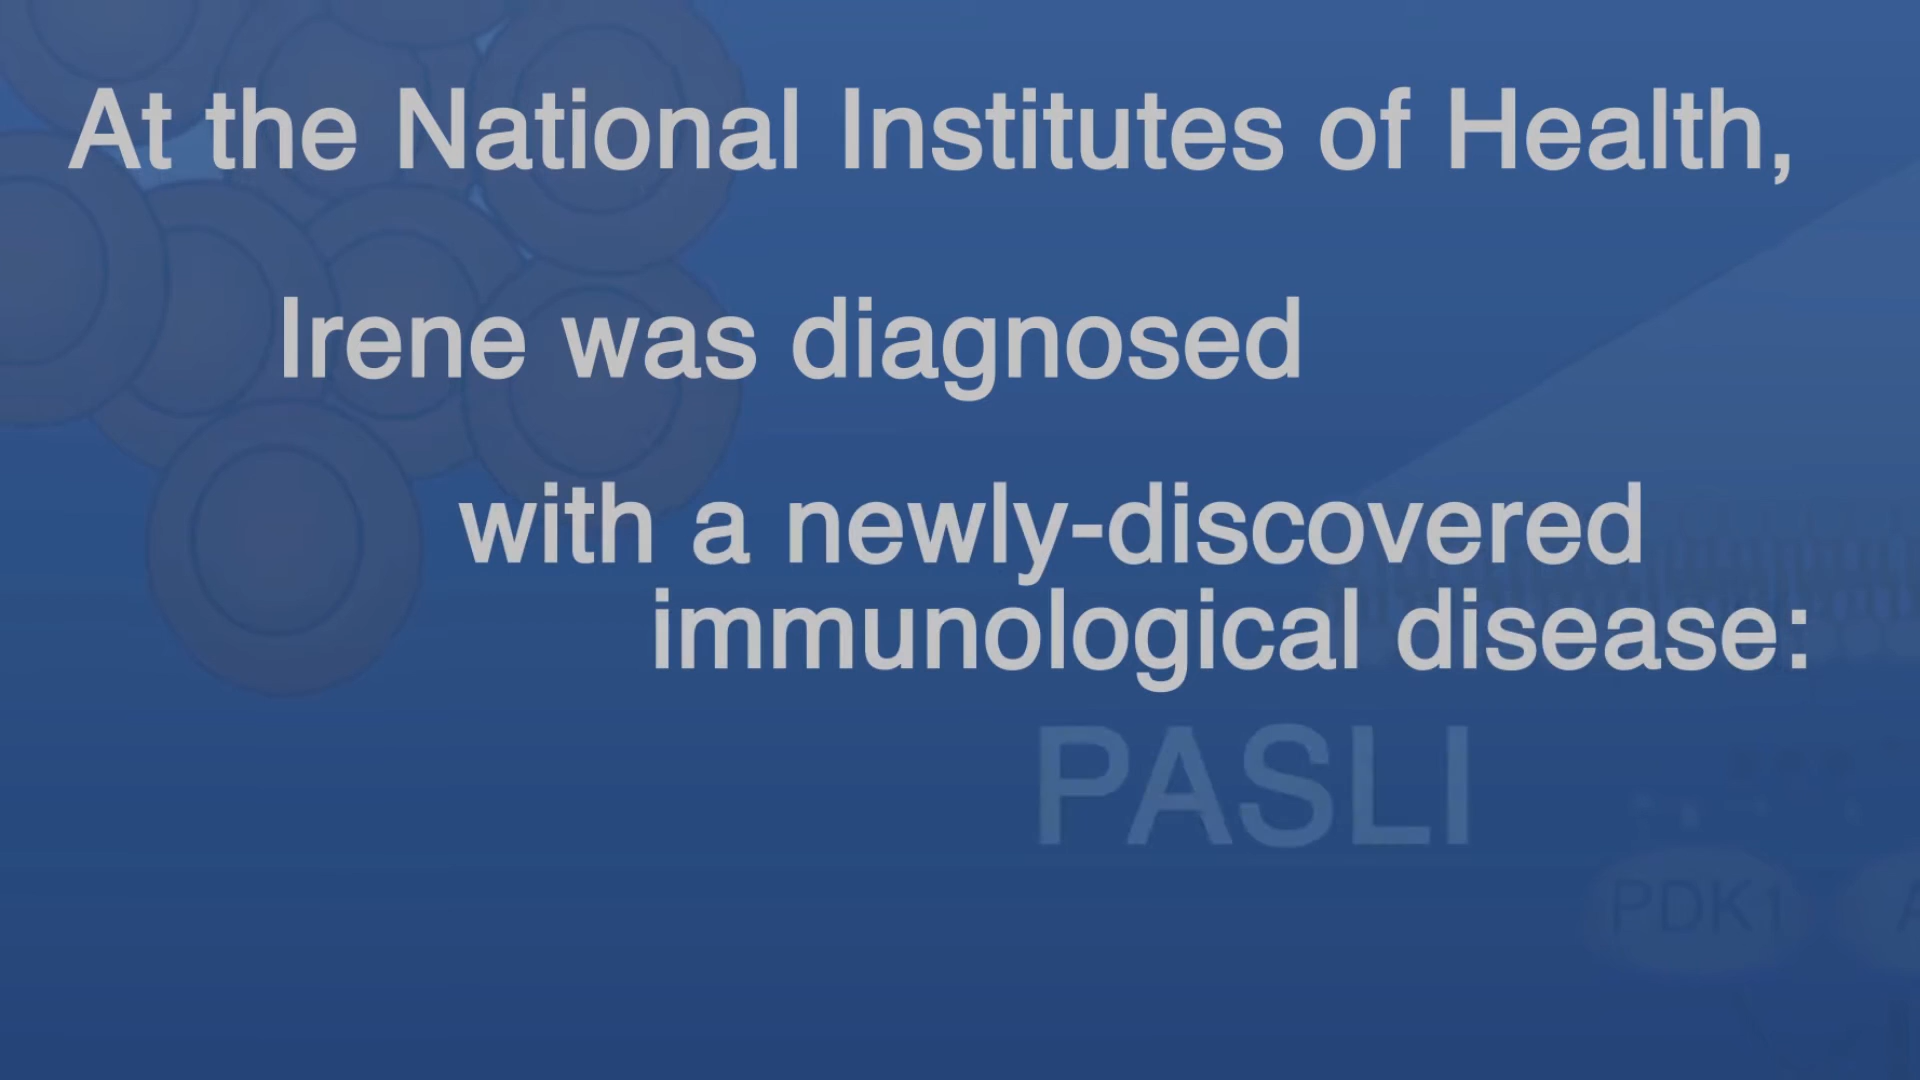 At the National Institutes of Health,
Irene was diagnosed
with a newly-discovered
immunological disease:
PASLI
PDK1